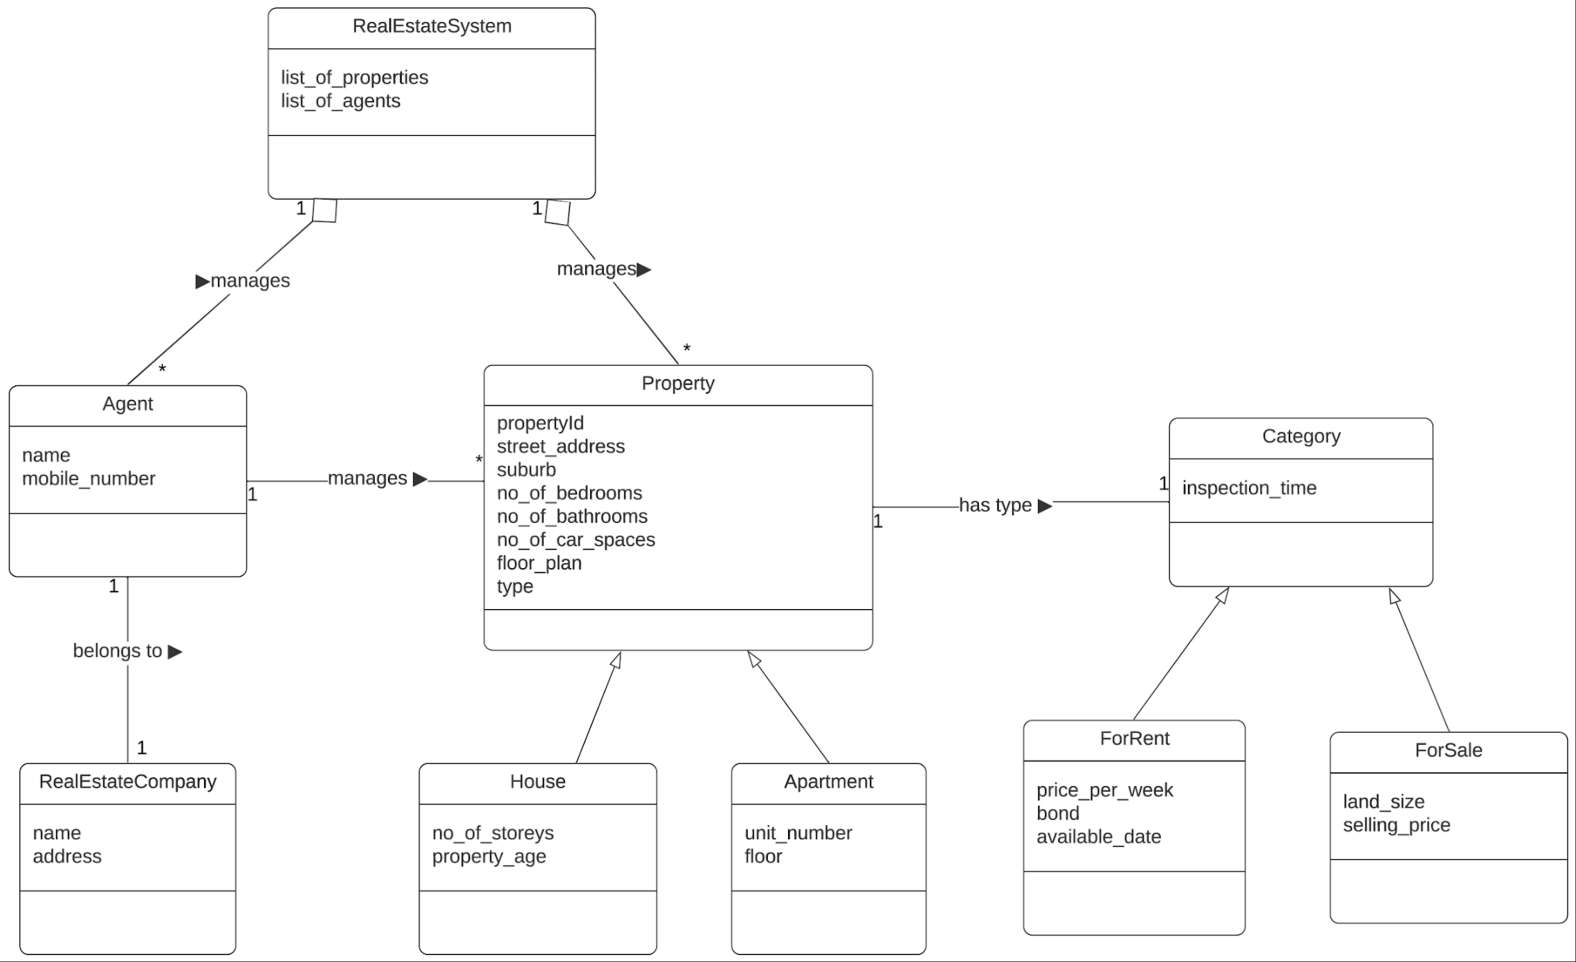 RealEstateSystem
list_of_properties
list_of_agents
1
1
▶manages
manages▶
*
*
Agent
name
mobile_number
1
manages ▶
*
Property
propertyId
street_address
suburb
no_of_bedrooms
no_of_bathrooms
no_of_car_spaces
floor_plan
type
1
has type ▶
1
Category
inspection_time
1
belongs to ▶
1
RealEstateCompany
name
address
House
no_of_storeys
property_age
Apartment
unit_number
floor
ForRent
price_per_week
bond
available_date
ForSale
land_size
selling_price